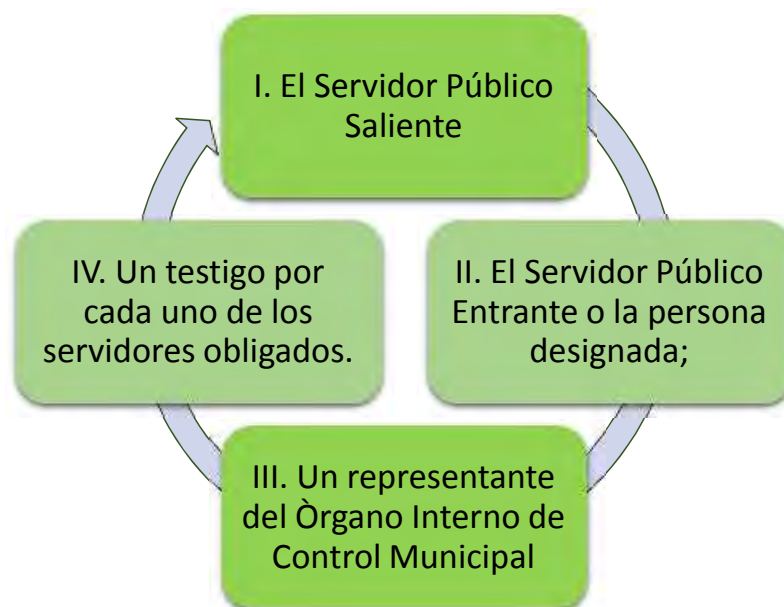 I. El Servidor Público
Saliente
II. El Servidor Público
Entrante o la persona
designada;
III. Un representante
del Òrgano Interno de
Control Municipal
IV. Un testigo por
cada uno de los
servidores obligados.